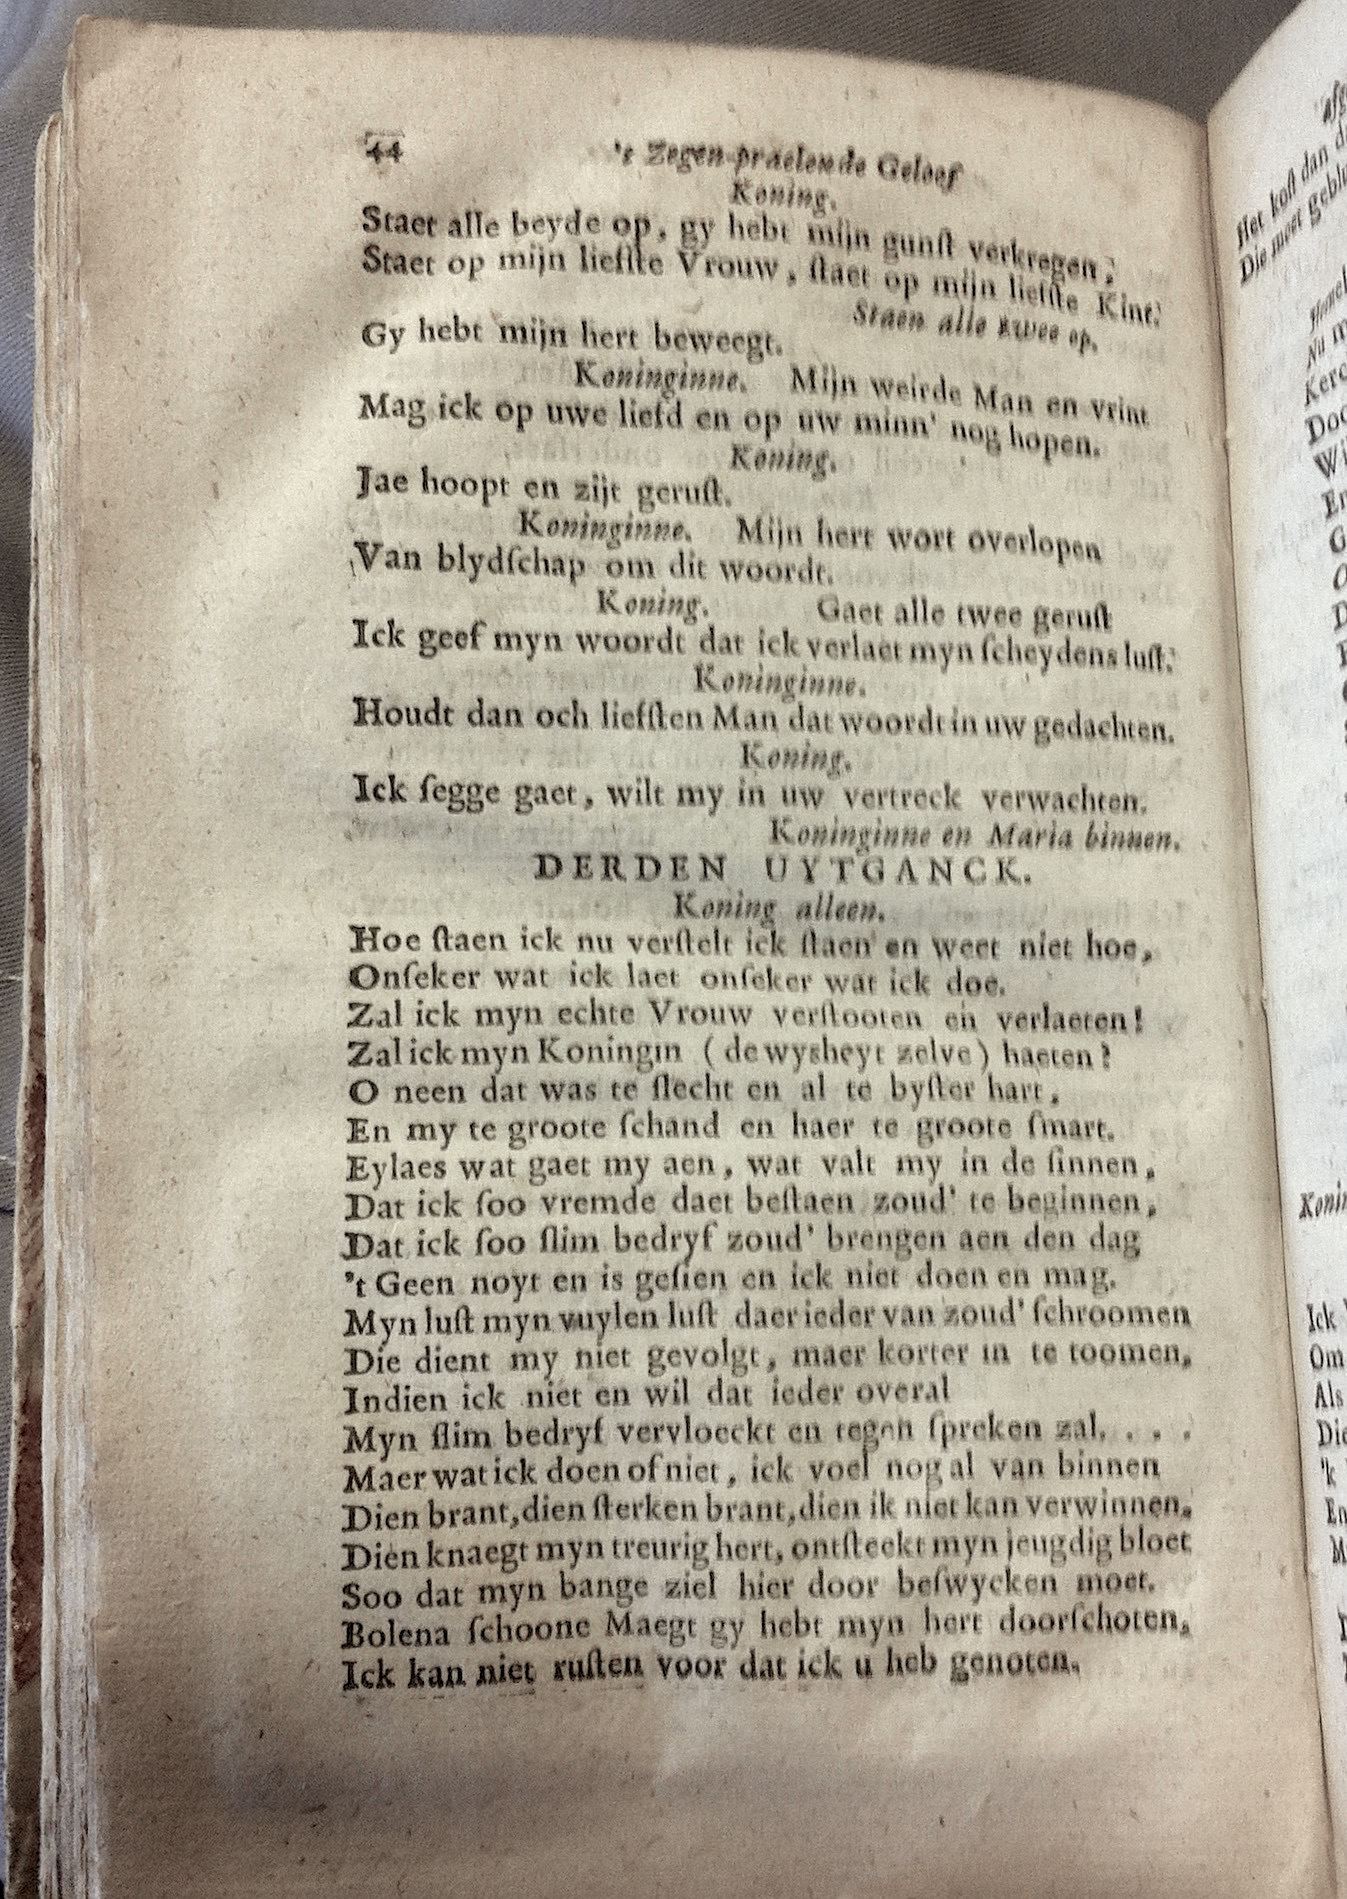 44 't Zegen-praelende Geloof
Koning.
Staet alle beyde op, gy hebt mijn gunſt verkregen,
Staet op mijn liefſte Vrouw, ſtaet op mijn liefſte Kint.
Staen alle twee op.
Gy hebt mijn hert beweegt.
Koninginne. Mijn weirde Man en vrint
Mag ick op uwe liefd en op uw minn' nog hopen.
Koning.
Jae hoopt en zijt geruſt.
Koninginne. Mijn hert wort overlopen
Van blydſchap om dit woordt.
Koning. Gaet alle twee geruſt
Ick geef myn woordt dat ick verlaet myn ſcheydens luſt.
Koninginne.
Houdt dan och liefſten Man dat woordt in uw gedachten.
Koning.
Ick ſegge gaet, wilt my in uw vertreck verwachten.
Koninginne en Maria binnen.
DERDEN UYTGANCK.
Koning alleen.
Hoe ſtaen ick nu verſtelt ick ſtaen en weet niet hoe,
Onſeker wat ick laet onſeker wat ick doe.
Zal ick myn echte Vrouw verſtooten en verlaeten!
Zal ick myn Koningin (de wysheyt zelve) haeten?
O neen dat was te ſlecht en al te byſter hart,
En my te groote ſchand en haer te groote ſmart.
Eylaes wat gaet my aen, wat valt my in de ſinnen,
Dat ick ſoo vremde daet beſtaen zoud' te beginnen,
Dat ick ſoo ſlim bedryf zoud' brengen aen den dag
't Geen noyt en is geſien en ick niet doen en mag.
Myn luſt myn vuylen luſt daer ieder van zoud' ſchroomen
Die dient my niet gevolgt, maer korter in te toomen,
Indien ick niet en wil dat ieder overal
Myn ſlim bedryf vervloeckt en tegen ſpreken zal. . . .
Maer wat ick doen of niet, ick voel nog al van binnen
Dien brant, dien ſterken brant, dien ik niet kan verwinnen,
Dien knaegt myn treurig hert, ontſteekt myn jeugdig bloet
Soo dat myn bange ziel hier door beſwycken moet.
Bolena ſchoone Maegt gy hebt myn hert doorſchoten,
Ick kan niet ruſten voor dat ick u heb genoten.
Het koſt dan
Die meer
Nu
Ick
Om
Als
'k
En